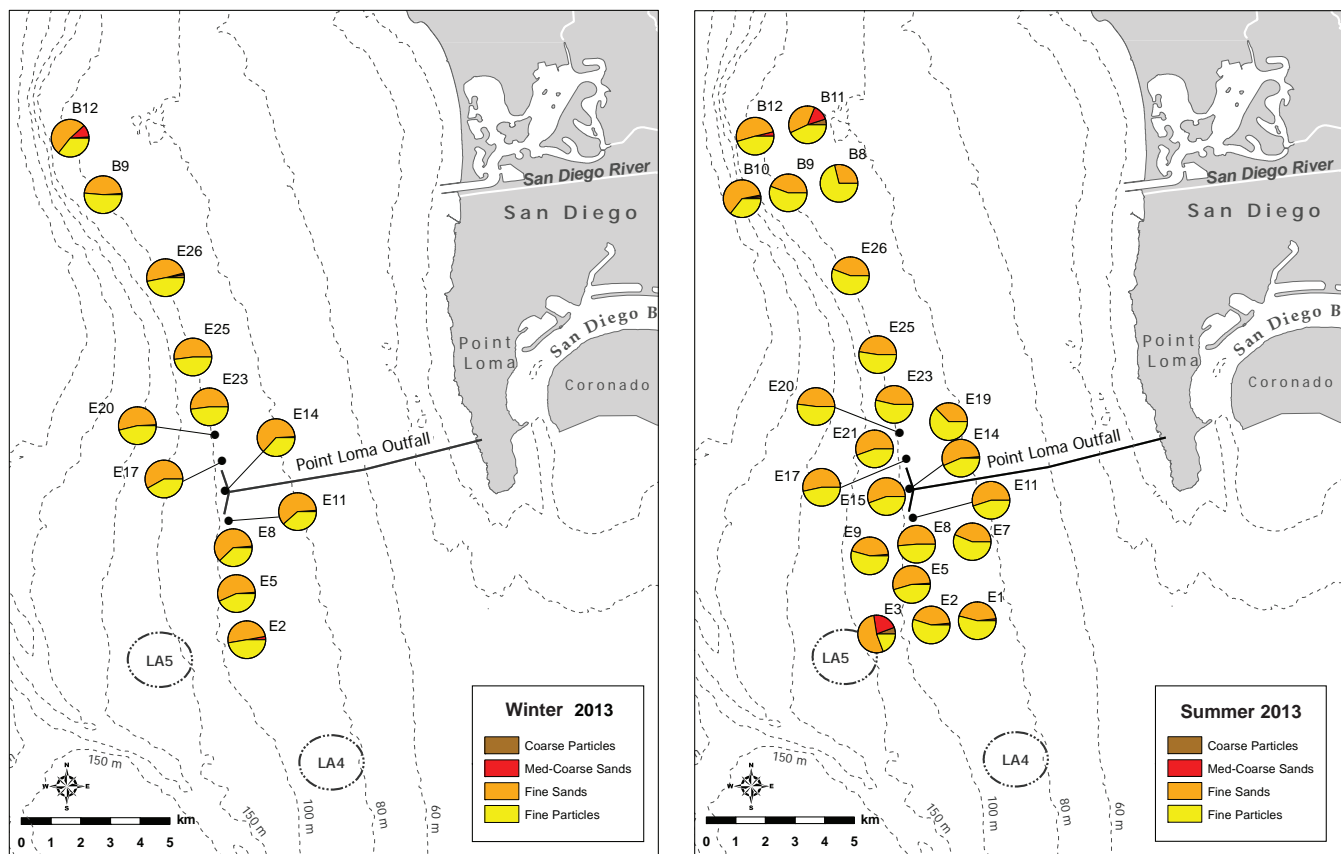 B12
B9
San Diego River
San Diego
E26
E25
Point
Loma
San Diego B
Coronado
E23
E20
E14
Point Loma Outfall
E17
E11
E8
E5
E2
LA5
LA4
150 m
150 m
100 m
80 m
60 m
N
W E
S
km
0 1 2 3 4 5
Winter 2013
Coarse Particles
Med-Coarse Sands
Fine Sands
Fine Particles
B12
B11
B10
B9
B8
San Diego River
San Diego
E26
E25
Point
Loma
San Diego B
Coronado
E20
E23
E19
E21
E14
Point Loma Outfall
E17
E15
E11
E9
E8
E7
E5
E3
E2
E1
LA5
LA4
150 m
150 m
100 m
80 m
60 m
N
W E
S
km
0 1 2 3 4 5
Summer 2013
Coarse Particles
Med-Coarse Sands
Fine Sands
Fine Particles